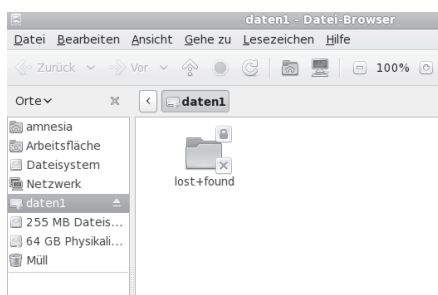 daten1 - Datei-Browser
Datei Bearbeiten Ansicht Gehe zu Lesezeichen Hilfe
Zurück Vor 100%
Orte
daten1
amnesia
Arbeitsfläche
Dateisystem
Netzwerk
daten1
255 MB Dateis...
64 GB Physikali...
Müll
lost+found